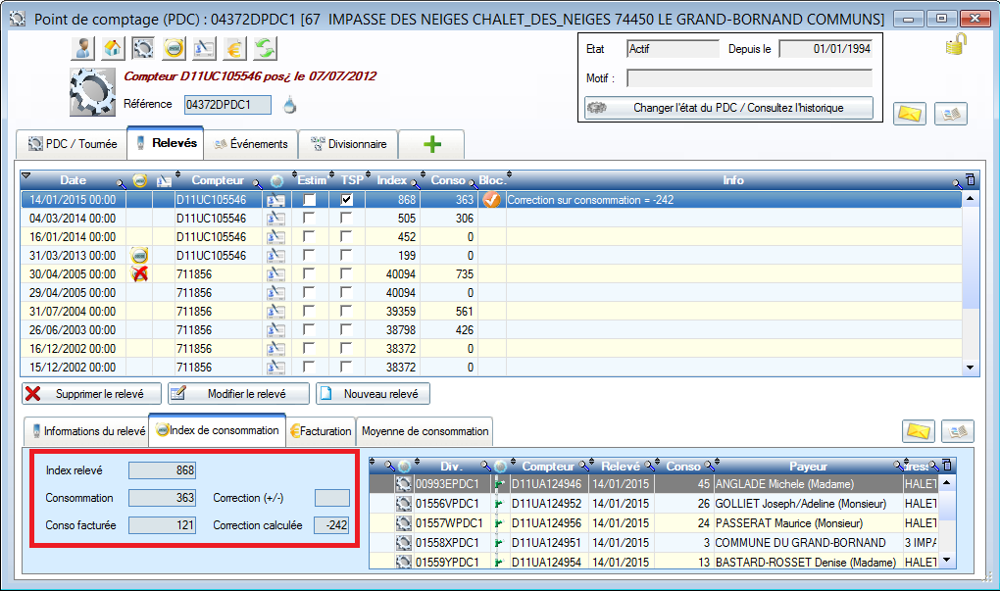 Point de comptage (PDC) : 04372DPDC1 [67 IMPASSE DES NEIGES CHALET_DES_NEIGES 74450 LE GRAND-BORNAND COMMUNS]
Compteur D11UC105546 pos¿ le 07/07/2012
Référence 04372DPDC1
Etat Actif Depuis le 01/01/1994
Motif :
Changer l'état du PDC / Consultez l'historique
PDC / Tournée Relevés Événements Divisionnaire
Date Compteur Estim TSP Index Conso Bloc. Info
14/01/2015 00:00 D11UC105546 868 363 Correction sur consommation = -242
04/03/2014 00:00 D11UC105546 505 306
16/01/2014 00:00 D11UC105546 452 0
31/03/2013 00:00 D11UC105546 199 0
30/04/2005 00:00 711856 40094 735
29/04/2005 00:00 711856 40094 0
31/07/2004 00:00 711856 39359 561
26/06/2003 00:00 711856 38798 426
16/12/2002 00:00 711856 38372 0
15/12/2002 00:00 711856 38372 0
Supprimer le relevé Modifier le relevé Nouveau relevé
Informations du relevé Index de consommation Facturation Moyenne de consommation
Index relevé 868
Consommation 363 Correction (+/-)
Conso facturée 121 Correction calculée -242
Div. Compteur Relevé Conso Payeur dres:
00993EPDC1 D11UA124946 14/01/2015 45 ANGLADE Michele (Madame) HALET
01556VPDC1 D11UA124952 14/01/2015 26 GOLLIET Joseph/Adeline (Monsieur) HALET
01557WPDC1 D11UA124956 14/01/2015 24 PASSERAT Maurice (Monsieur) HALET
01558XPDC1 D11UA124951 14/01/2015 3 COMMUNE DU GRAND-BORNAND 3 IMPA
01559YPDC1 D11UA124954 14/01/2015 13 BASTARD-ROSSET Denise (Madame) HALET